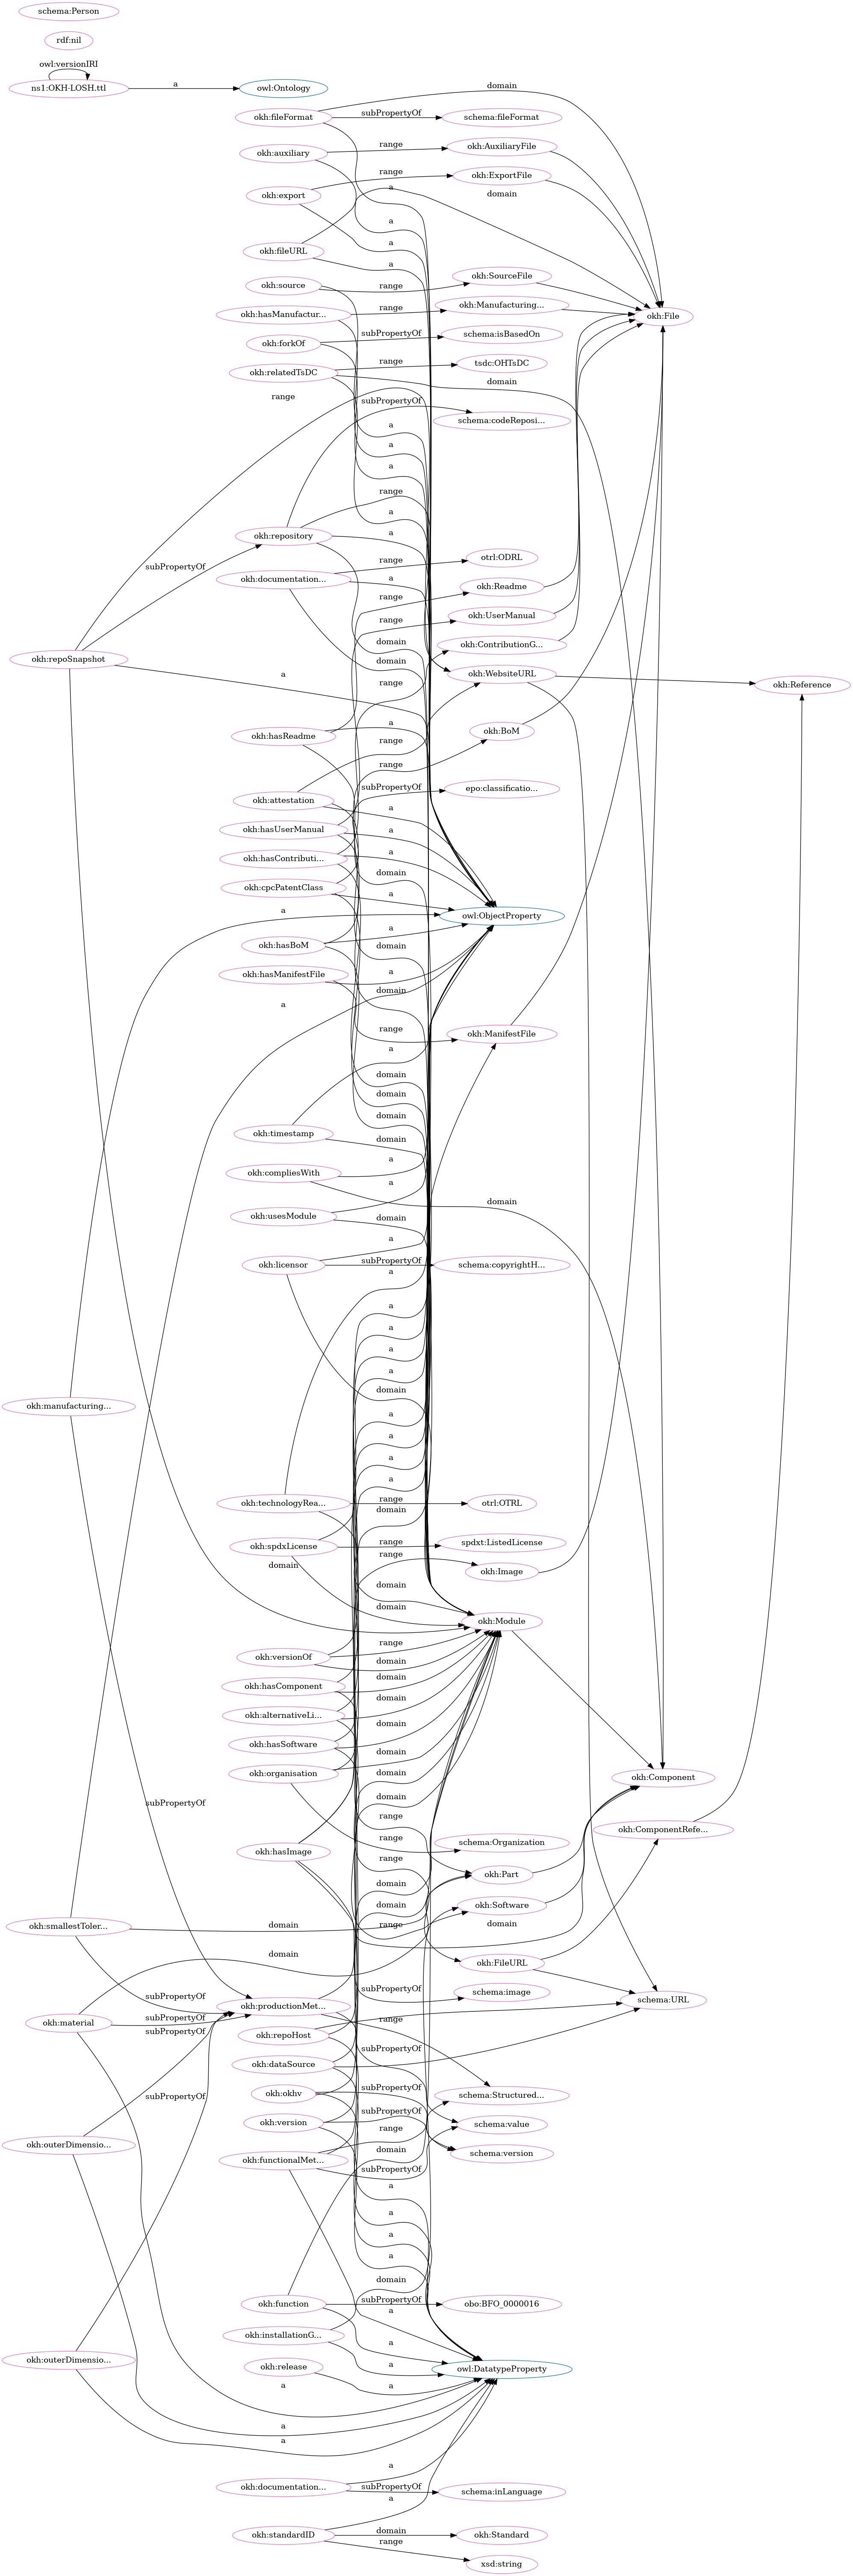 schema:Person
rdf:nil
owl:versionIRI
ns1:OKH-LOSH.ttl
a
owl:Ontology
okh:fileFormat
domain
subPropertyOf
schema:fileFormat
okh:auxiliary
range
okh:AuxiliaryFile
okh:export
range
okh:ExportFile
a
domain
a
okh:fileURL
a
a
okh:source
range
okh:SourceFile
okh:hasManufactur...
range
okh:Manufacturing...
okh:File
okh:forkOf
subPropertyOf
schema:isBasedOn
okh:relatedTsDC
range
tsdc:OHTsDC
domain
range
subPropertyOf
schema:codeReposi...
a
a
a
range
a
okh:repository
a
subPropertyOf
otrl:ODRL
range
okh:documentation...
a
okh:Readme
range
okh:UserManual
range
domain
okh:ContributionG...
okh:repoSnapshot
domain
a
okh:WebsiteURL
okh:Reference
range
okh:hasReadme
a
okh:BoM
range
range
okh:attestation
subPropertyOf
epo:classificatio...
a
okh:hasUserManual
a
okh:hasContributi...
a
domain
okh:cpcPatentClass
a
a
owl:ObjectProperty
okh:hasBoM
a
domain
okh:hasManifestFile
a
domain
a
range
okh:ManifestFile
a
domain
domain
domain
okh:timestamp
domain
a
okh:compliesWith
a
domain
okh:usesModule
domain
a
okh:licensor
subPropertyOf
schema:copyrightH...
a
a
a
a
a
domain
okh:manufacturing...
a
a
a
a
okh:technologyRea...
range
otrl:OTRL
domain
okh:spdxLicense
range
spdxt:ListedLicense
range
domain
okh:Image
domain
domain
okh:Module
okh:versionOf
range
domain
okh:hasComponent
domain
okh:alternativeLi...
domain
okh:hasSoftware
domain
okh:organisation
domain
domain
okh:Component
domain
subPropertyOf
range
okh:ComponentRefe...
range
schema:Organization
okh:hasImage
range
okh:Part
domain
domain
okh:Software
okh:smallestToler...
domain
range
domain
domain
okh:FileURL
subPropertyOf
schema:image
okh:productionMet...
schema:URL
okh:material
subPropertyOf
range
okh:repoHost
subPropertyOf
subPropertyOf
okh:dataSource
subPropertyOf
okh:okhv
schema:Structured...
subPropertyOf
subPropertyOf
okh:version
schema:value
range
okh:outerDimensio...
domain
schema:version
okh:functionalMet...
subPropertyOf
a
a
a
a
domain
okh:function
subPropertyOf
obo:BFO_0000016
a
okh:installationG...
a
a
okh:outerDimensio...
okh:release
a
owl:DatatypeProperty
a
a
a
okh:documentation...
subPropertyOf
schema:inLanguage
a
okh:standardID
domain
okh:Standard
range
xsd:string